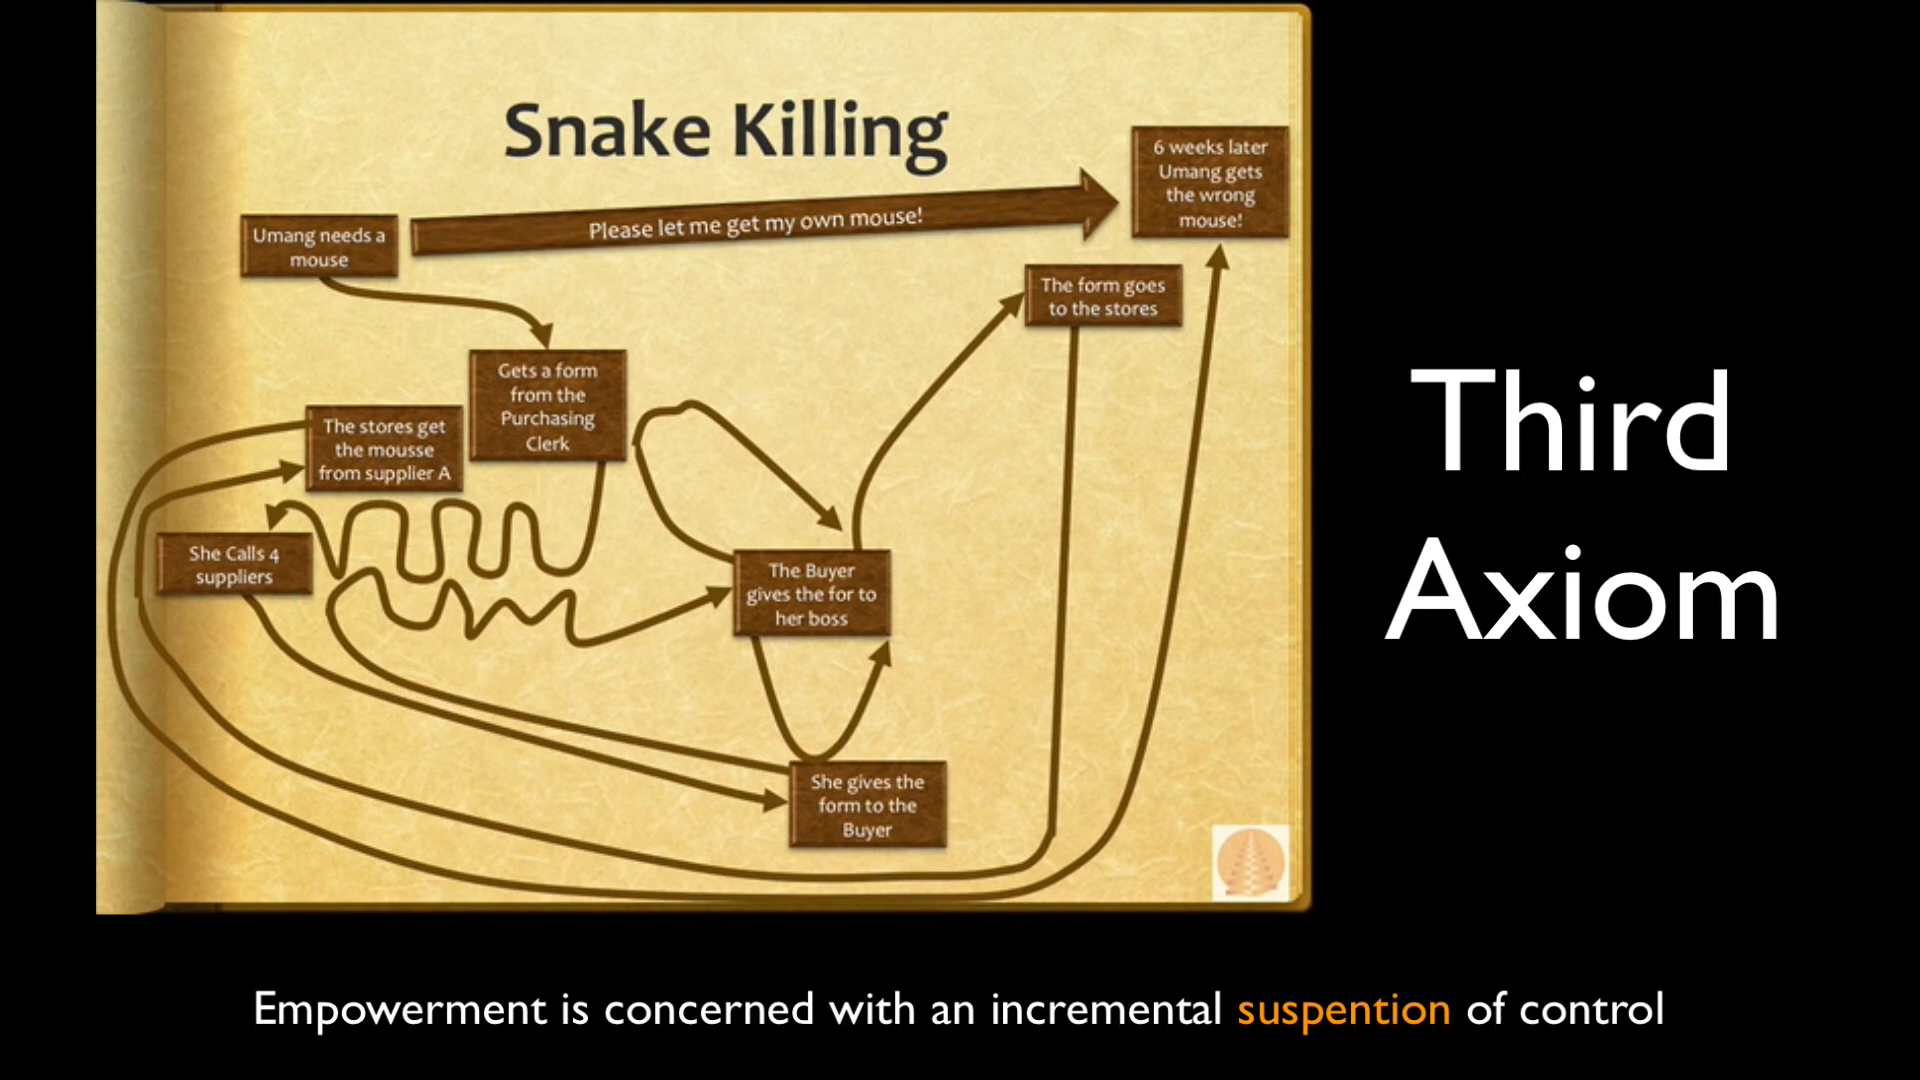 Snake Killing
6 weeks later
Umang gets
the wrong
mouse!
Please let me get my own mouse!
Umang needs a
mouse
The form goes
to the stores
Gets a form
from the
Purchasing
Clerk
The stores get
the mousse
from supplier A
She Calls 4
suppliers
The Buyer
gives the for to
her boss
She gives the
form to the
Buyer
Third
Axiom
Empowerment is concerned with an incremental suspention of control